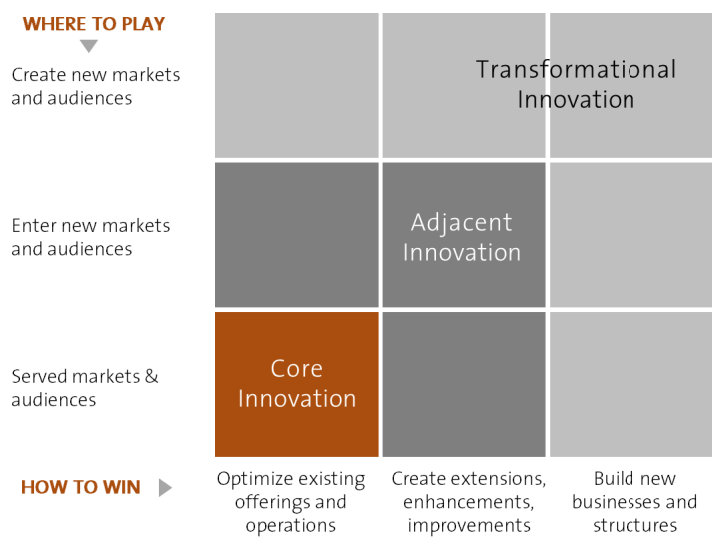 WHERE TO PLAY
Create new markets
and audiences
Transformational
Innovation
Enter new markets
and audiences
Adjacent
Innovation
Served markets &
audiences
Core
Innovation
HOW TO WIN
Optimize existing
offerings and
operations
Create extensions,
enhancements,
improvements
Build new
businesses and
structures